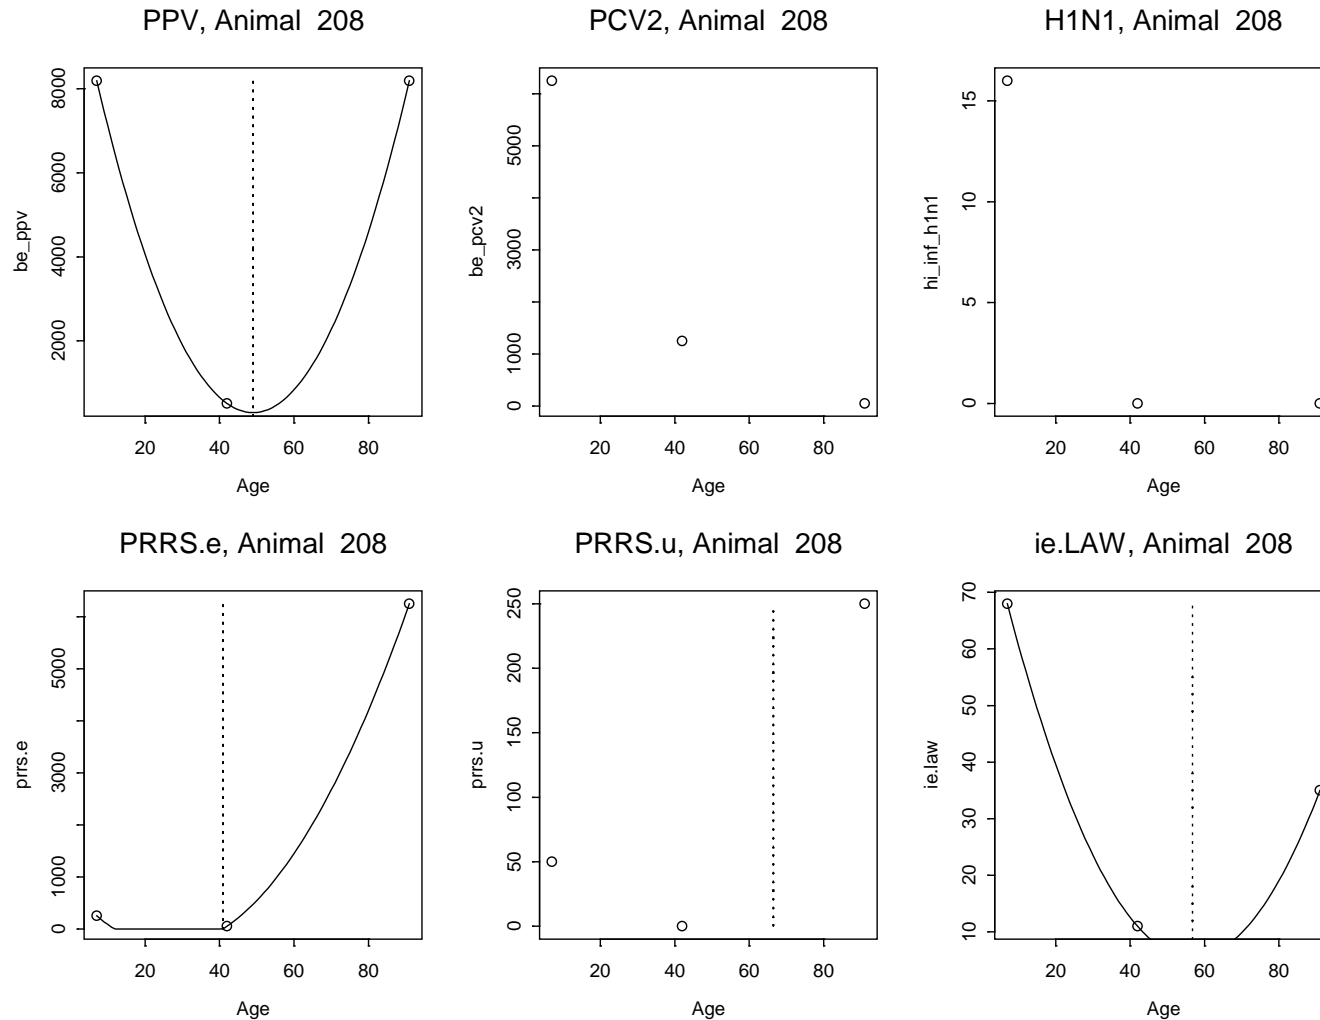 PPV, Animal  208
be_ppv
2000
4000
6000
8000
20
40
60
80
Age
PCV2, Animal  208
be_pcv2
0
1000
3000
5000
20
40
60
80
Age
H1N1, Animal  208
hi_inf_h1n1
0
5
10
15
20
40
60
80
Age
PRRS.e, Animal  208
prrs.e
0
1000
3000
5000
20
40
60
80
Age
PRRS.u, Animal  208
prrs.u
0
50
100
150
200
250
20
40
60
80
Age
ie.LAW, Animal  208
ie.law
10
20
30
40
50
60
70
20
40
60
80
Age